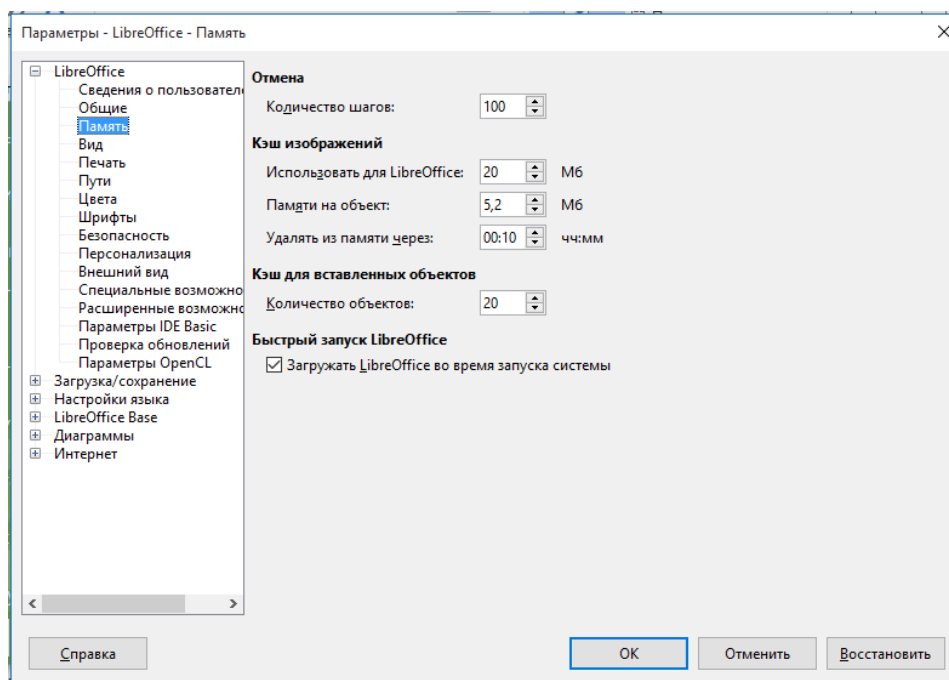 Параметры - LibreOffice - Память
LibreOffice
Сведения о пользовател
Общие
Память
Вид
Печать
Пути
Цвета
Шрифты
Безопасность
Персонализация
Внешний вид
Специальные возможно
Расширенные возможно
Параметры IDE Basic
Проверка обновлений
Параметры OpenCL
Загрузка/сохранение
Настройки языка
LibreOffice Base
Диаграммы
Интернет
Отмена
Количество шагов: 100
Кэш изображений
Использовать для LibreOffice: 20 Мб
Памяти на объект: 5,2 Мб
Удалять из памяти через: 00:10 чч:мм
Кэш для вставленных объектов
Количество объектов: 20
Быстрый запуск LibreOffice
Загружать LibreOffice во время запуска системы
Справка
ОК
Отменить
Восстановить